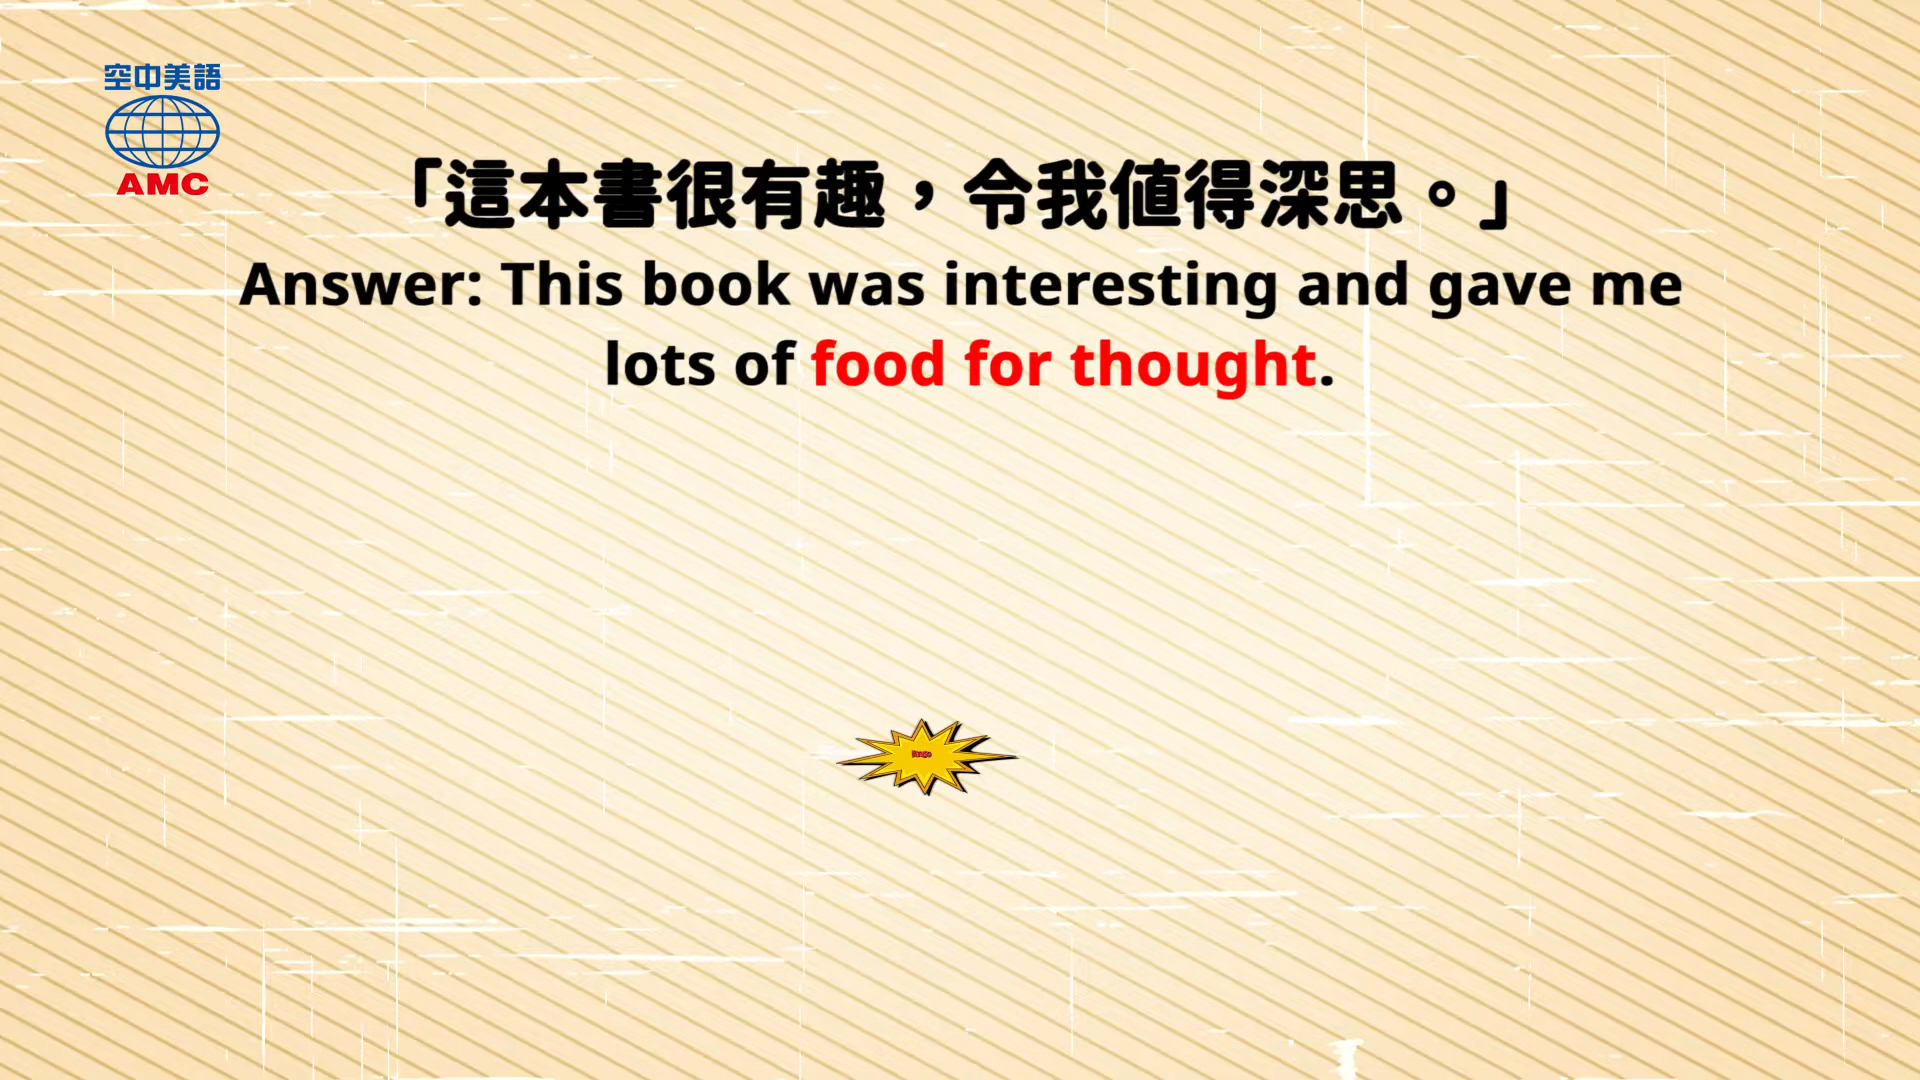 空中美語
AMC
「這本書很有趣，令我值得深思。」
Answer: This book was interesting and gave me
lots of food for thought.